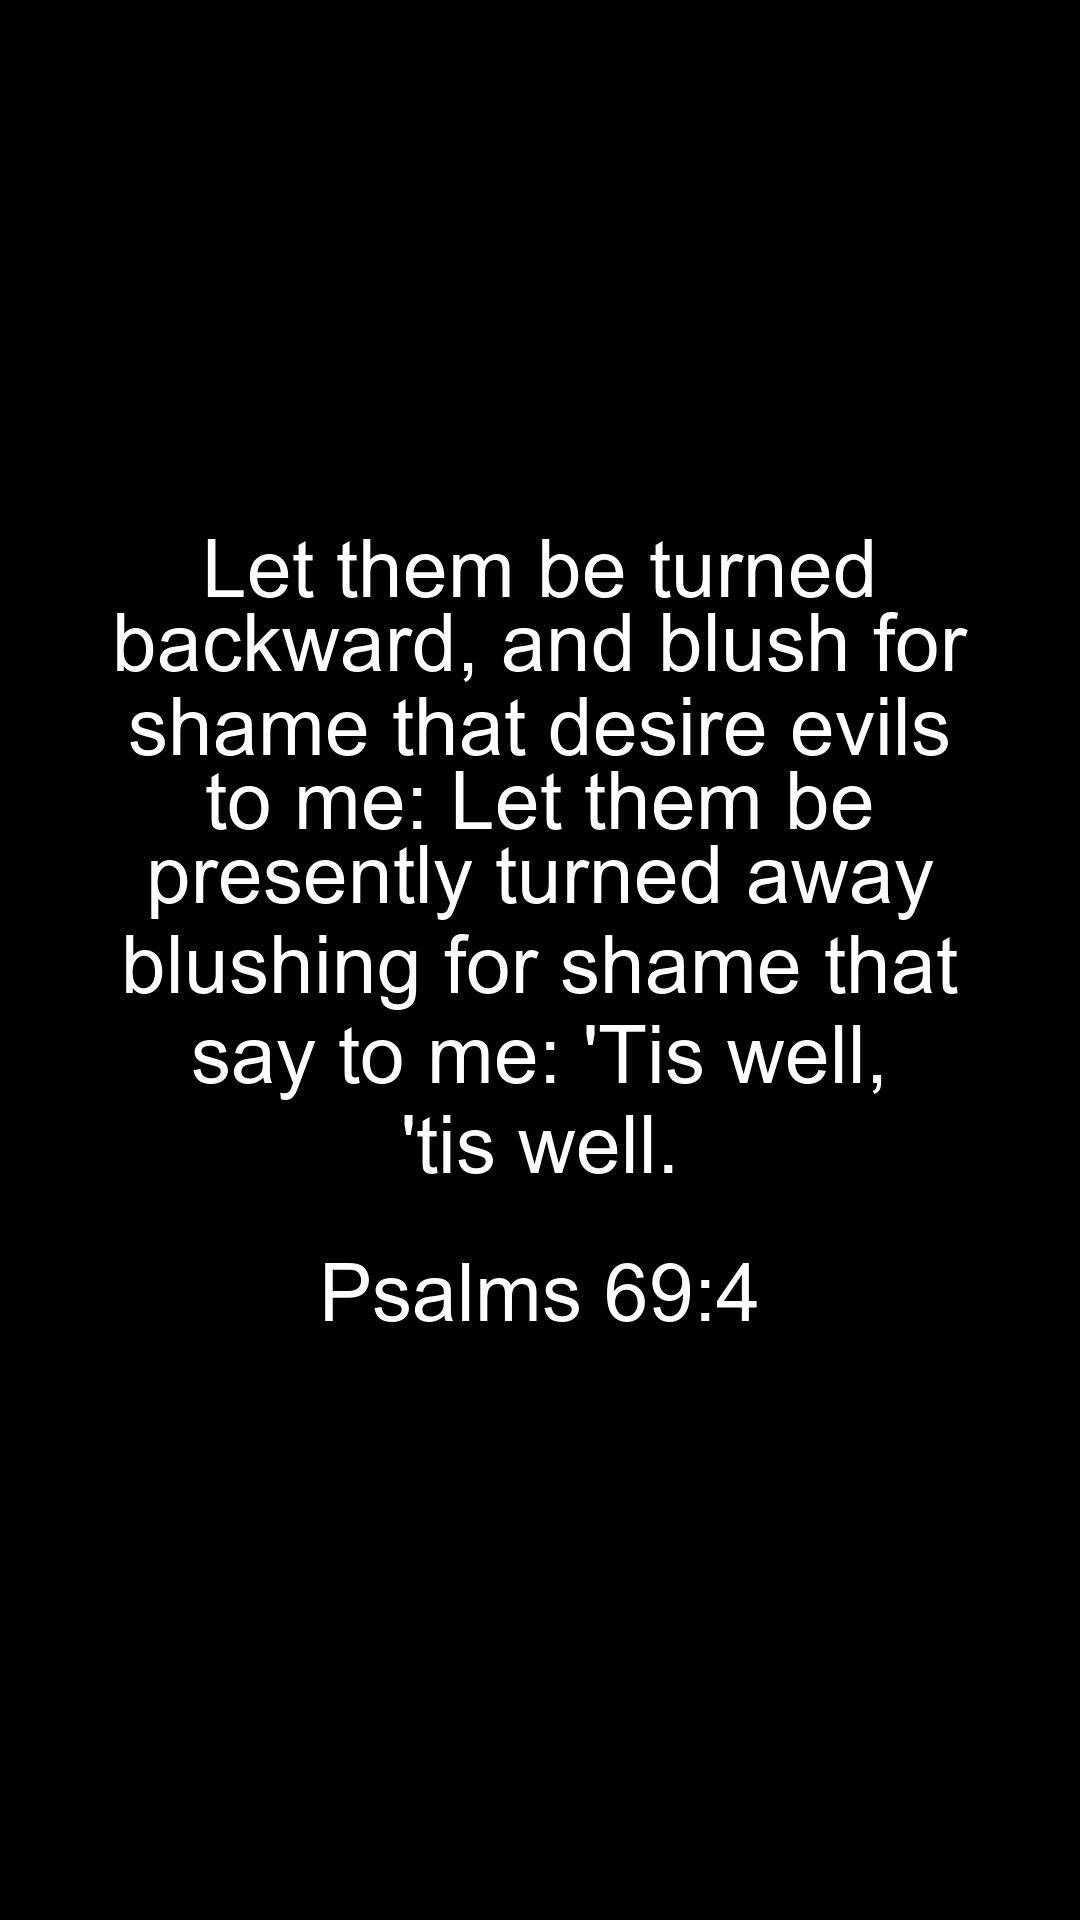 Let them be turned
backward, and blush for
shame that desire evils
to me: Let them be
presently turned away
blushing for shame that
say to me: 'Tis well,
'tis well.
Psalms 69:4